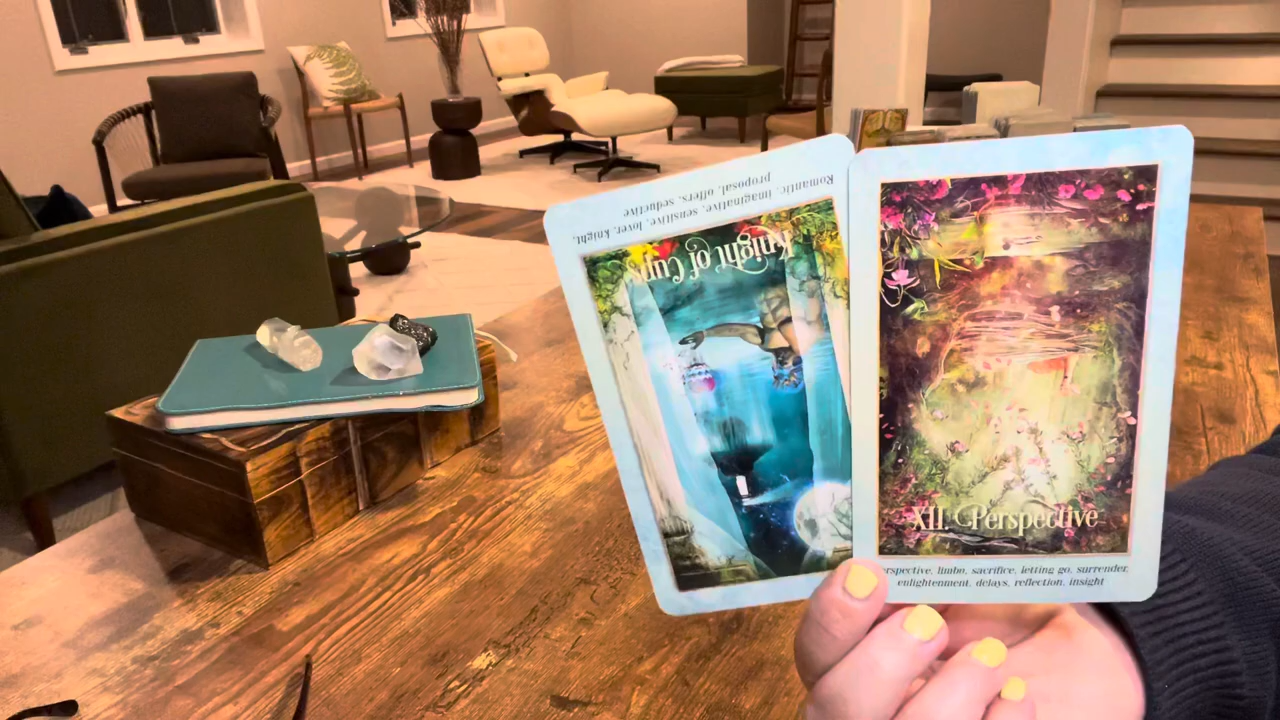 Romantic, imaginative, sensitive, lover, knight,
proposal, offers, seductive
Knight of Cups
XII. Perspective
erspective, limbo, sacrifice, letting go, surrender,
enlightenment, delays, reflection, insight